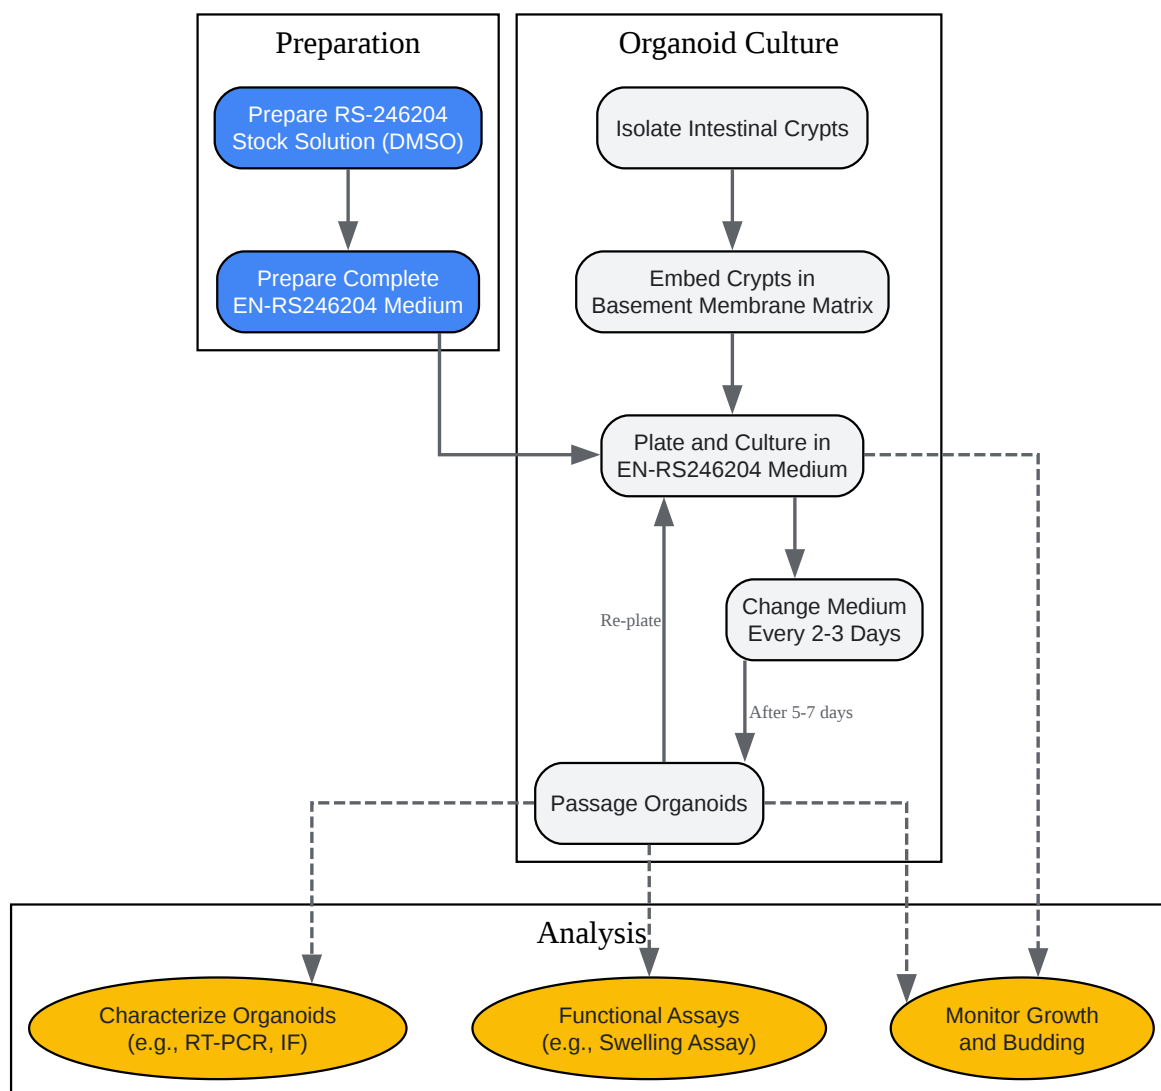 Preparation
Prepare RS-246204
Stock Solution (DMSO)
Prepare Complete
EN-RS246204 Medium
Organoid Culture
Isolate Intestinal Crypts
Embed Crypts in
Basement Membrane Matrix
Plate and Culture in
EN-RS246204 Medium
Change Medium
Every 2-3 Days
Re-plate
After 5-7 days
Passage Organoids
Analysis
Characterize Organoids
(e.g., RT-PCR, IF)
Functional Assays
(e.g., Swelling Assay)
Monitor Growth
and Budding